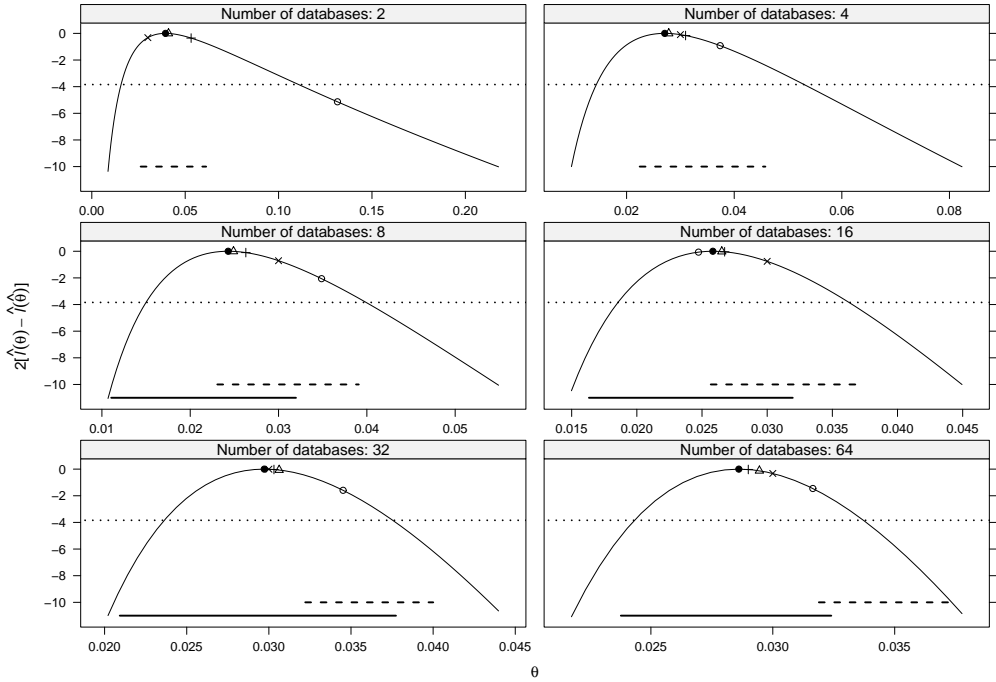 Number of databases: 2
Number of databases: 4
0
−2
−4
−6
−8
−10
0.00 0.05 0.10 0.15 0.20
0.02 0.04 0.06 0.08
Number of databases: 8
Number of databases: 16
0
−2
−4
−6
−8
−10
0.01 0.02 0.03 0.04 0.05
0.015 0.020 0.025 0.030 0.035 0.040 0.045
Number of databases: 32
Number of databases: 64
0
−2
−4
−6
−8
−10
0.020 0.025 0.030 0.035 0.040 0.045
0.025 0.030 0.035
2[l̂(θ) − l̂(θ̂)]
θ